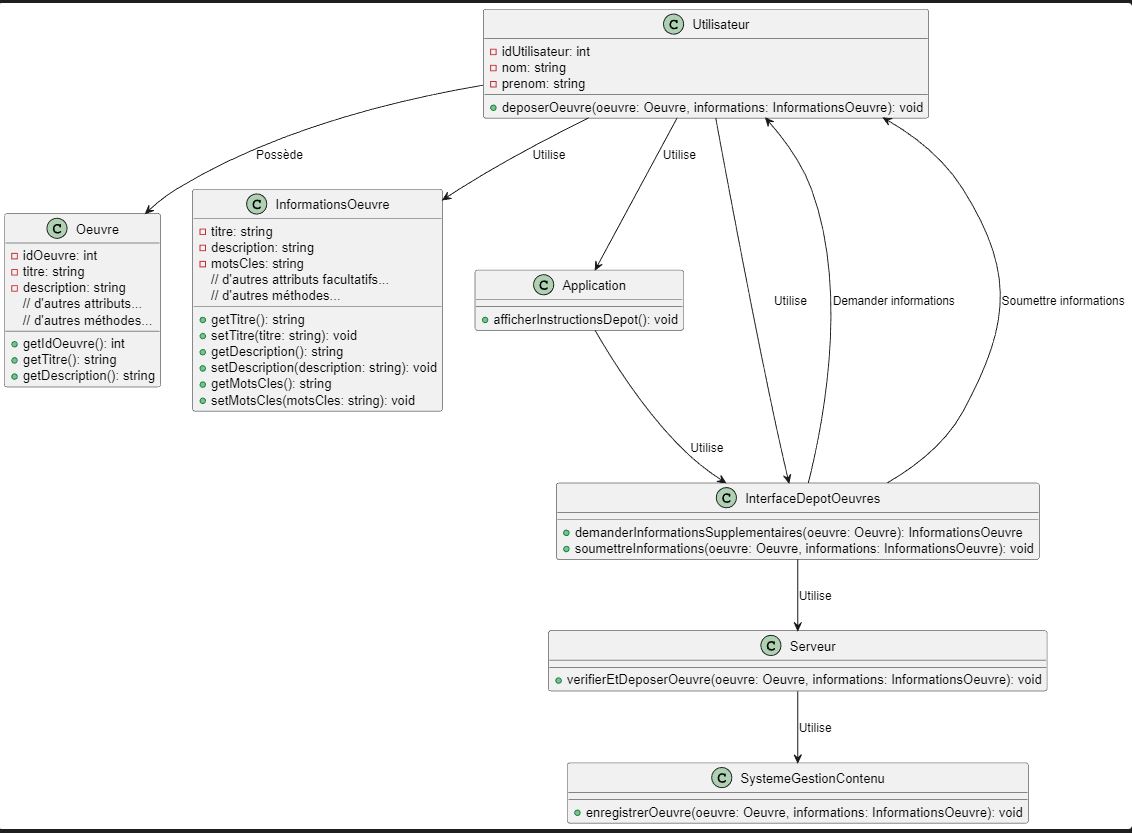 C Utilisateur
idUtilisateur: int
nom: string
prenom: string
deposerOeuvre(oeuvre: Oeuvre, informations: InformationsOeuvre): void
Possède
Utilise
Utilise
C InformationsOeuvre
titre: string
description: string
motsCles: string
// d'autres attributs facultatifs...
// d'autres méthodes...
getTitre(): string
setTitre(titre: string): void
getDescription(): string
setDescription(description: string): void
getMotsCles(): string
setMotsCles(motsCles: string): void
C Oeuvre
idOeuvre: int
titre: string
description: string
// d'autres attributs...
// d'autres méthodes...
getIdOeuvre(): int
getTitre(): string
getDescription(): string
C Application
afficherInstructionsDepot(): void
Utilise
Demander informations
Soumettre informations
Utilise
C InterfaceDepotOeuvres
demanderInformationsSupplementaires(oeuvre: Oeuvre): InformationsOeuvre
soumettreInformations(oeuvre: Oeuvre, informations: InformationsOeuvre): void
Utilise
C Serveur
verifierEtDeposerOeuvre(oeuvre: Oeuvre, informations: InformationsOeuvre): void
Utilise
C SystemeGestionContenu
enregistrerOeuvre(oeuvre: Oeuvre, informations: InformationsOeuvre): void